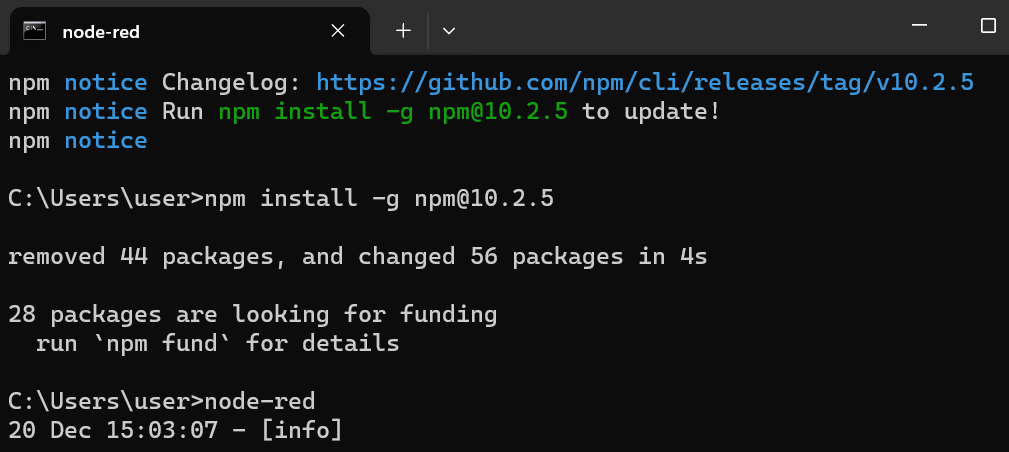 node-red
npm notice Changelog: https://github.com/npm/cli/releases/tag/v10.2.5
npm notice Run npm install -g npm@10.2.5 to update!
npm notice
C:\Users\user>npm install -g npm@10.2.5
removed 44 packages, and changed 56 packages in 4s
28 packages are looking for funding
  run `npm fund` for details
C:\Users\user>node-red
20 Dec 15:03:07 - [info]